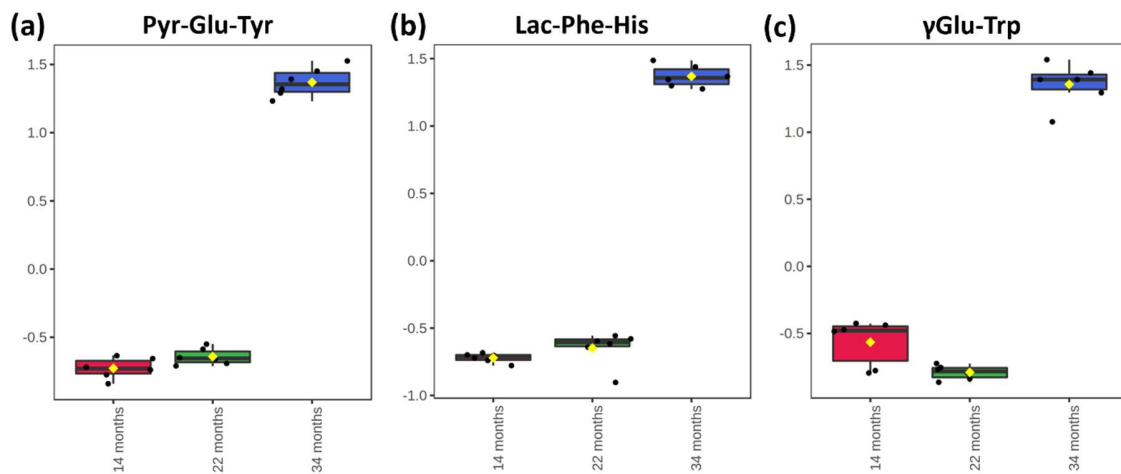 (a) Pyr-Glu-Tyr
1.5
1.0
0.5
0.0
-0.5
14 months
22 months
34 months
(b) Lac-Phe-His
1.5
1.0
0.5
0.0
-0.5
-1.0
14 months
22 months
34 months
(c) γGlu-Trp
1.5
1.0
0.5
0.0
-0.5
14 months
22 months
34 months